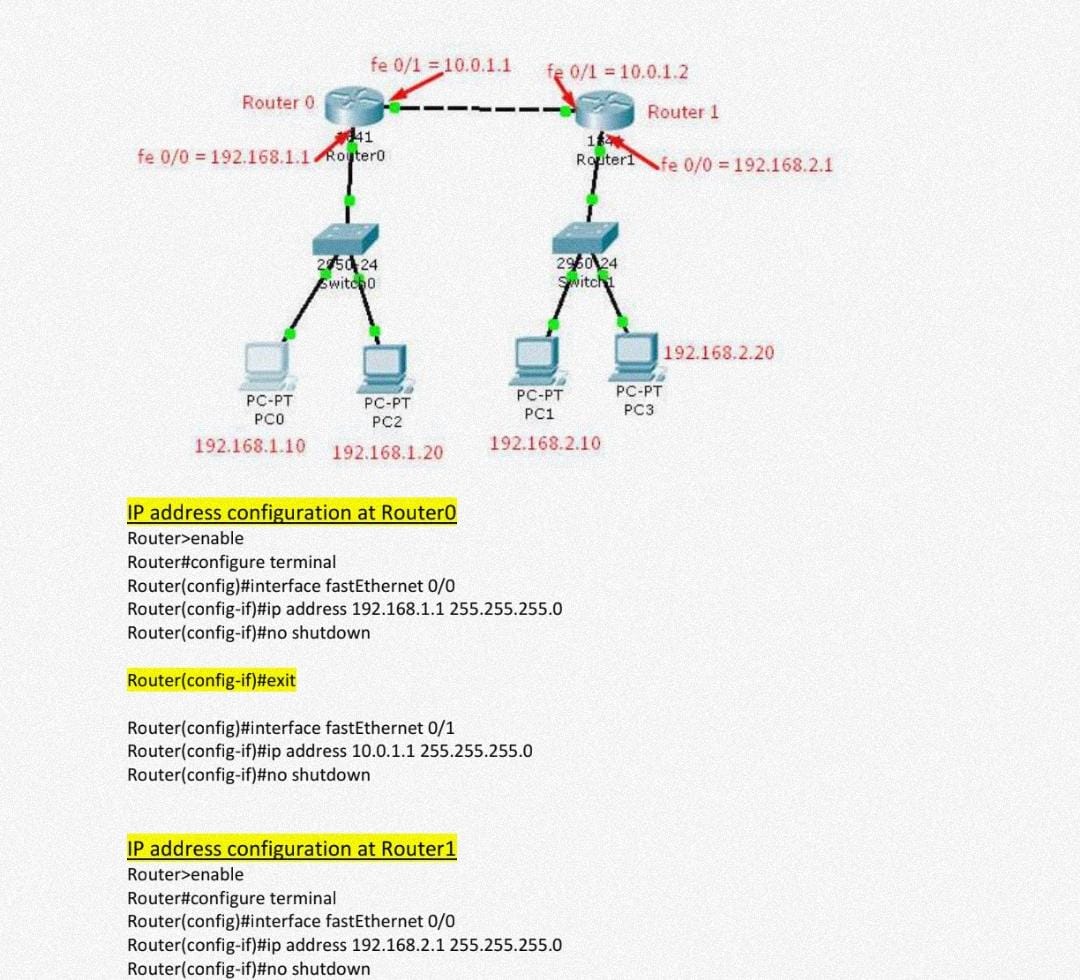 fe 0/1 = 10.0.1.1
fe 0/1 = 10.0.1.2
Router 0
Router 1
1841
Router0
1841
Router1
fe 0/0 = 192.168.1.1
fe 0/0 = 192.168.2.1
2950-24
Switch0
2950-24
Switch1
192.168.2.20
PC-PT
PC0
PC-PT
PC2
PC-PT
PC1
PC-PT
PC3
192.168.1.10
192.168.1.20
192.168.2.10
IP address configuration at Router0
Router>enable
Router#configure terminal
Router(config)#interface fastEthernet 0/0
Router(config-if)#ip address 192.168.1.1 255.255.255.0
Router(config-if)#no shutdown
Router(config-if)#exit
Router(config)#interface fastEthernet 0/1
Router(config-if)#ip address 10.0.1.1 255.255.255.0
Router(config-if)#no shutdown
IP address configuration at Router1
Router>enable
Router#configure terminal
Router(config)#interface fastEthernet 0/0
Router(config-if)#ip address 192.168.2.1 255.255.255.0
Router(config-if)#no shutdown